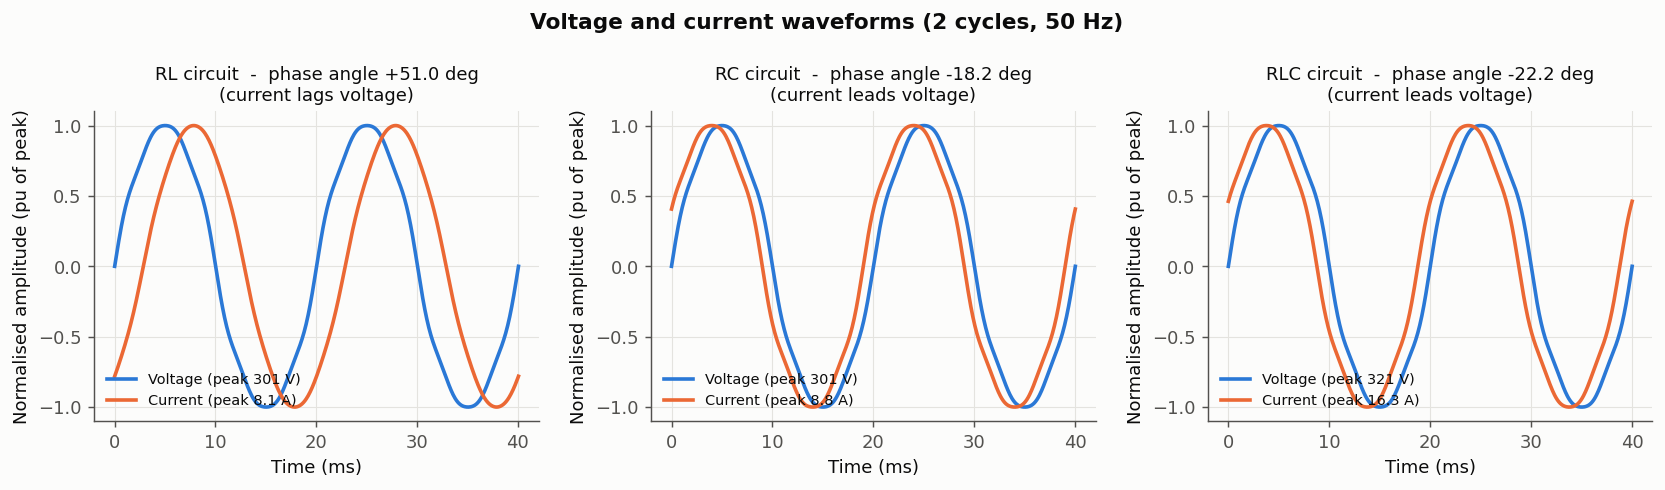 Voltage and current waveforms (2 cycles, 50 Hz)
RL circuit  -  phase angle +51.0 deg
(current lags voltage)
Normalised amplitude (pu of peak)
1.0
0.5
0.0
−0.5
−1.0
Voltage (peak 301 V)
Current (peak 8.1 A)
0 10 20 30 40
Time (ms)
RC circuit  -  phase angle -18.2 deg
(current leads voltage)
Normalised amplitude (pu of peak)
1.0
0.5
0.0
−0.5
−1.0
Voltage (peak 301 V)
Current (peak 8.8 A)
0 10 20 30 40
Time (ms)
RLC circuit  -  phase angle -22.2 deg
(current leads voltage)
Normalised amplitude (pu of peak)
1.0
0.5
0.0
−0.5
−1.0
Voltage (peak 321 V)
Current (peak 16.3 A)
0 10 20 30 40
Time (ms)